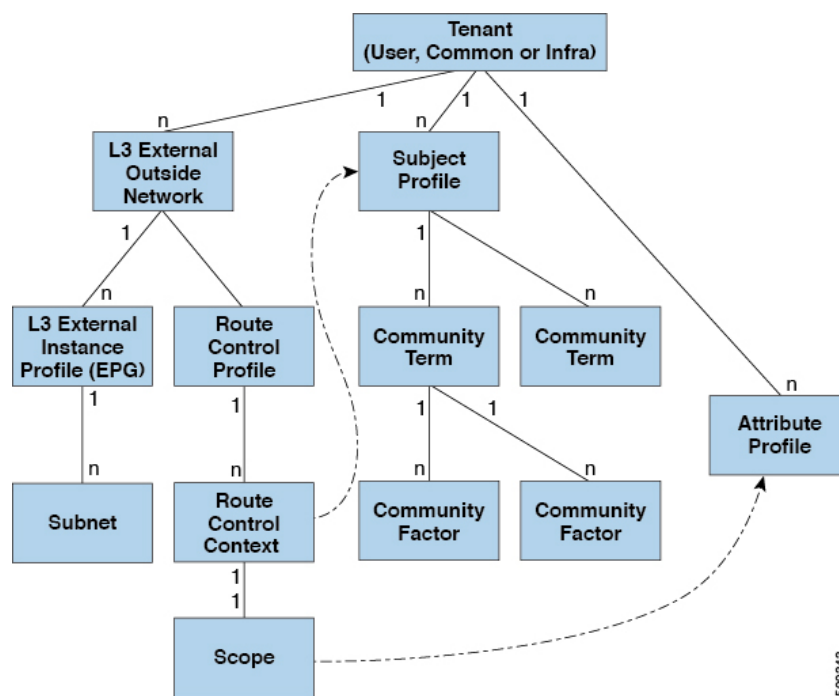 Tenant
(User, Common or Infra)
1
1
1
n
n
L3 External
Outside
Network
Subject
Profile
1
1
n
n
n
L3 External
Instance
Profile (EPG)
Route
Control
Profile
Community
Term
Community
Term
n
Attribute
Profile
1
1
1
1
n
n
n
n
Subnet
Route
Control
Context
Community
Factor
Community
Factor
1
1
Scope